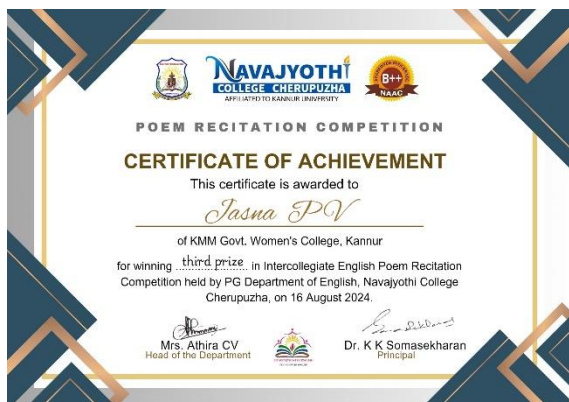 NAVAJYOTHI
COLLEGE CHERUPUZHA
AFFILIATED TO KANNUR UNIVERSITY
B++
NAAC
POEM RECITATION COMPETITION
CERTIFICATE OF ACHIEVEMENT
This certificate is awarded to
Jasna PV
of KMM Govt. Women's College, Kannur
for winning third prize in Intercollegiate English Poem Recitation
Competition held by PG Department of English, Navajyothi College
Cherupuzha, on 16 August 2024.
Mrs. Athira CV
Head of the Department
Dr. K K Somasekharan
Principal